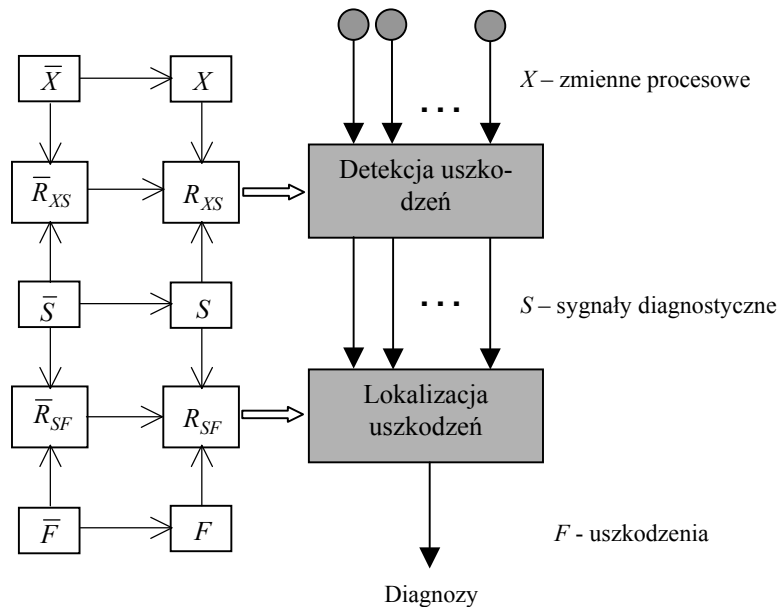 X̅
X
X – zmienne procesowe
. . .
Detekcja uszko-
dzeń
R̅XS
RXS
S̅
S
. . .
S – sygnały diagnostyczne
Lokalizacja
uszkodzeń
R̅SF
RSF
F̅
F
F - uszkodzenia
Diagnozy